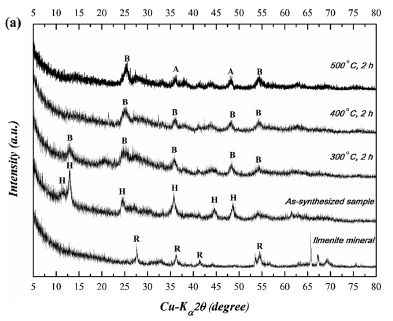 (a)
5 10 15 20 25 30 35 40 45 50 55 60 65 70 75 80
B A A B 500°C, 2 h
B B B B 400°C, 2 h
B B B B B 300°C, 2 h
H H H H H H As-synthesized sample
R R R R Ilmenite mineral
5 10 15 20 25 30 35 40 45 50 55 60 65 70 75 80
Intensity (a.u.)
Cu-Kα2θ (degree)